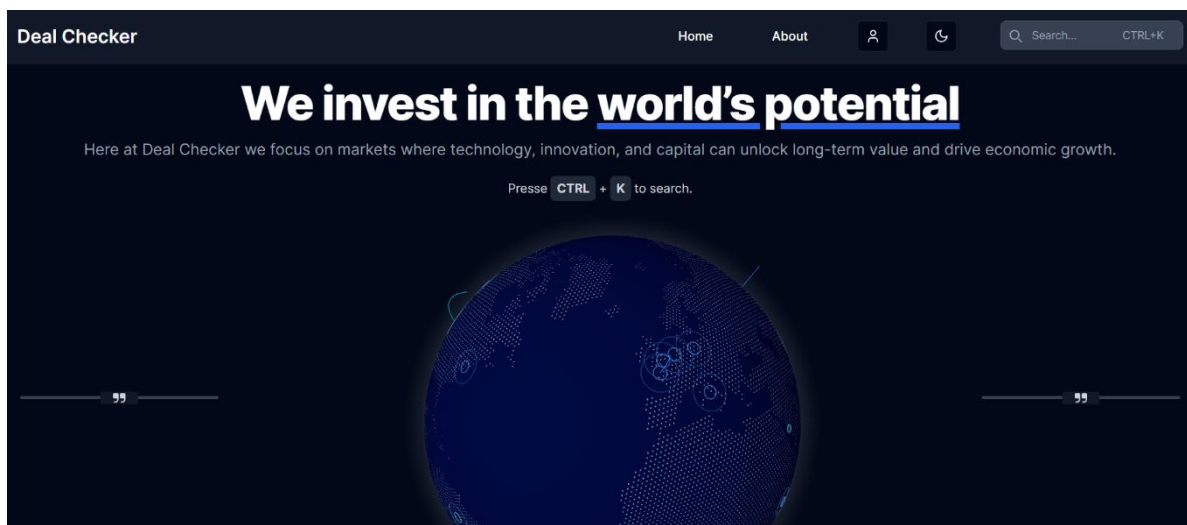 Deal Checker Home About Search... CTRL+K
We invest in the world's potential
Here at Deal Checker we focus on markets where technology, innovation, and capital can unlock long-term value and drive economic growth.
Presse CTRL + K to search.